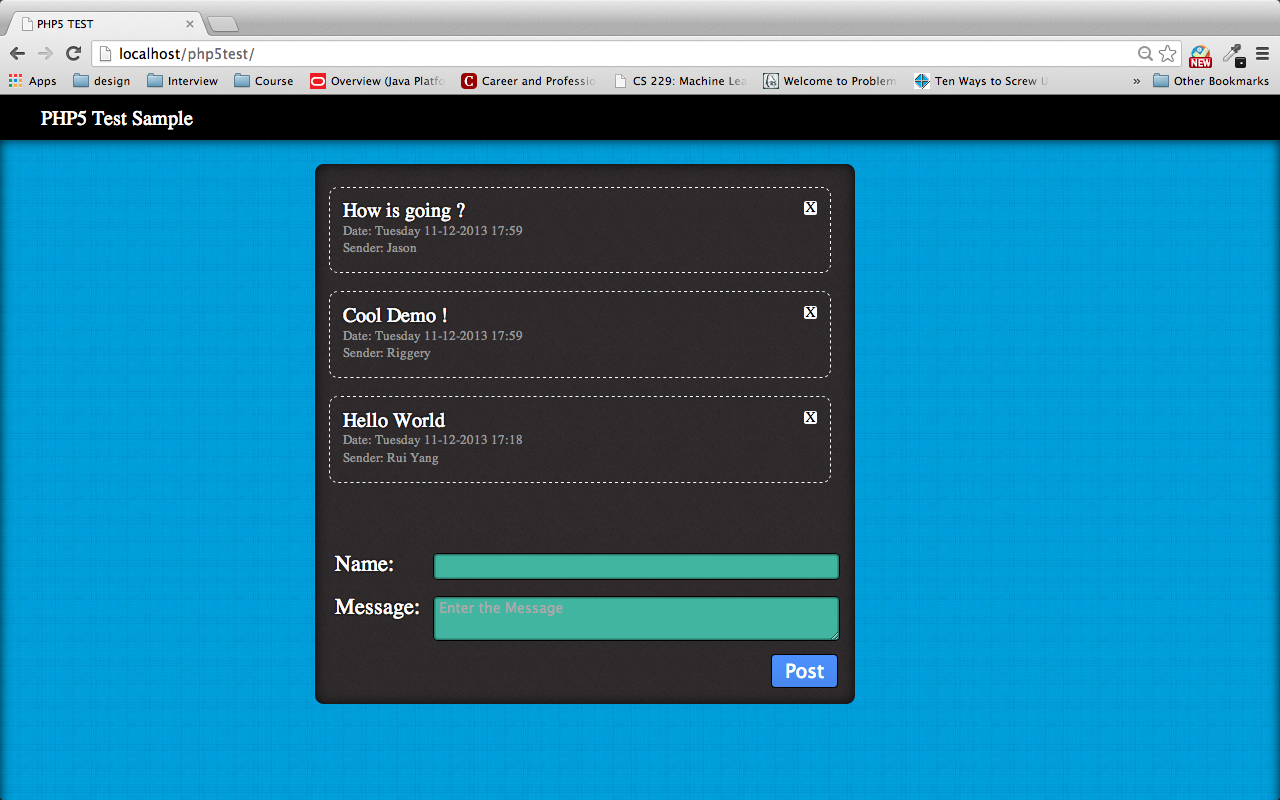 PHP5 TEST
localhost/php5test/
NEW
Apps design Interview Course Overview (Java Platfo Career and Professio CS 229: Machine Lea Welcome to Problem Ten Ways to Screw U » Other Bookmarks
PHP5 Test Sample
How is going ? X
Date: Tuesday 11-12-2013 17:59
Sender: Jason
Cool Demo ! X
Date: Tuesday 11-12-2013 17:59
Sender: Riggery
Hello World X
Date: Tuesday 11-12-2013 17:18
Sender: Rui Yang
Name:
Message: Enter the Message
Post